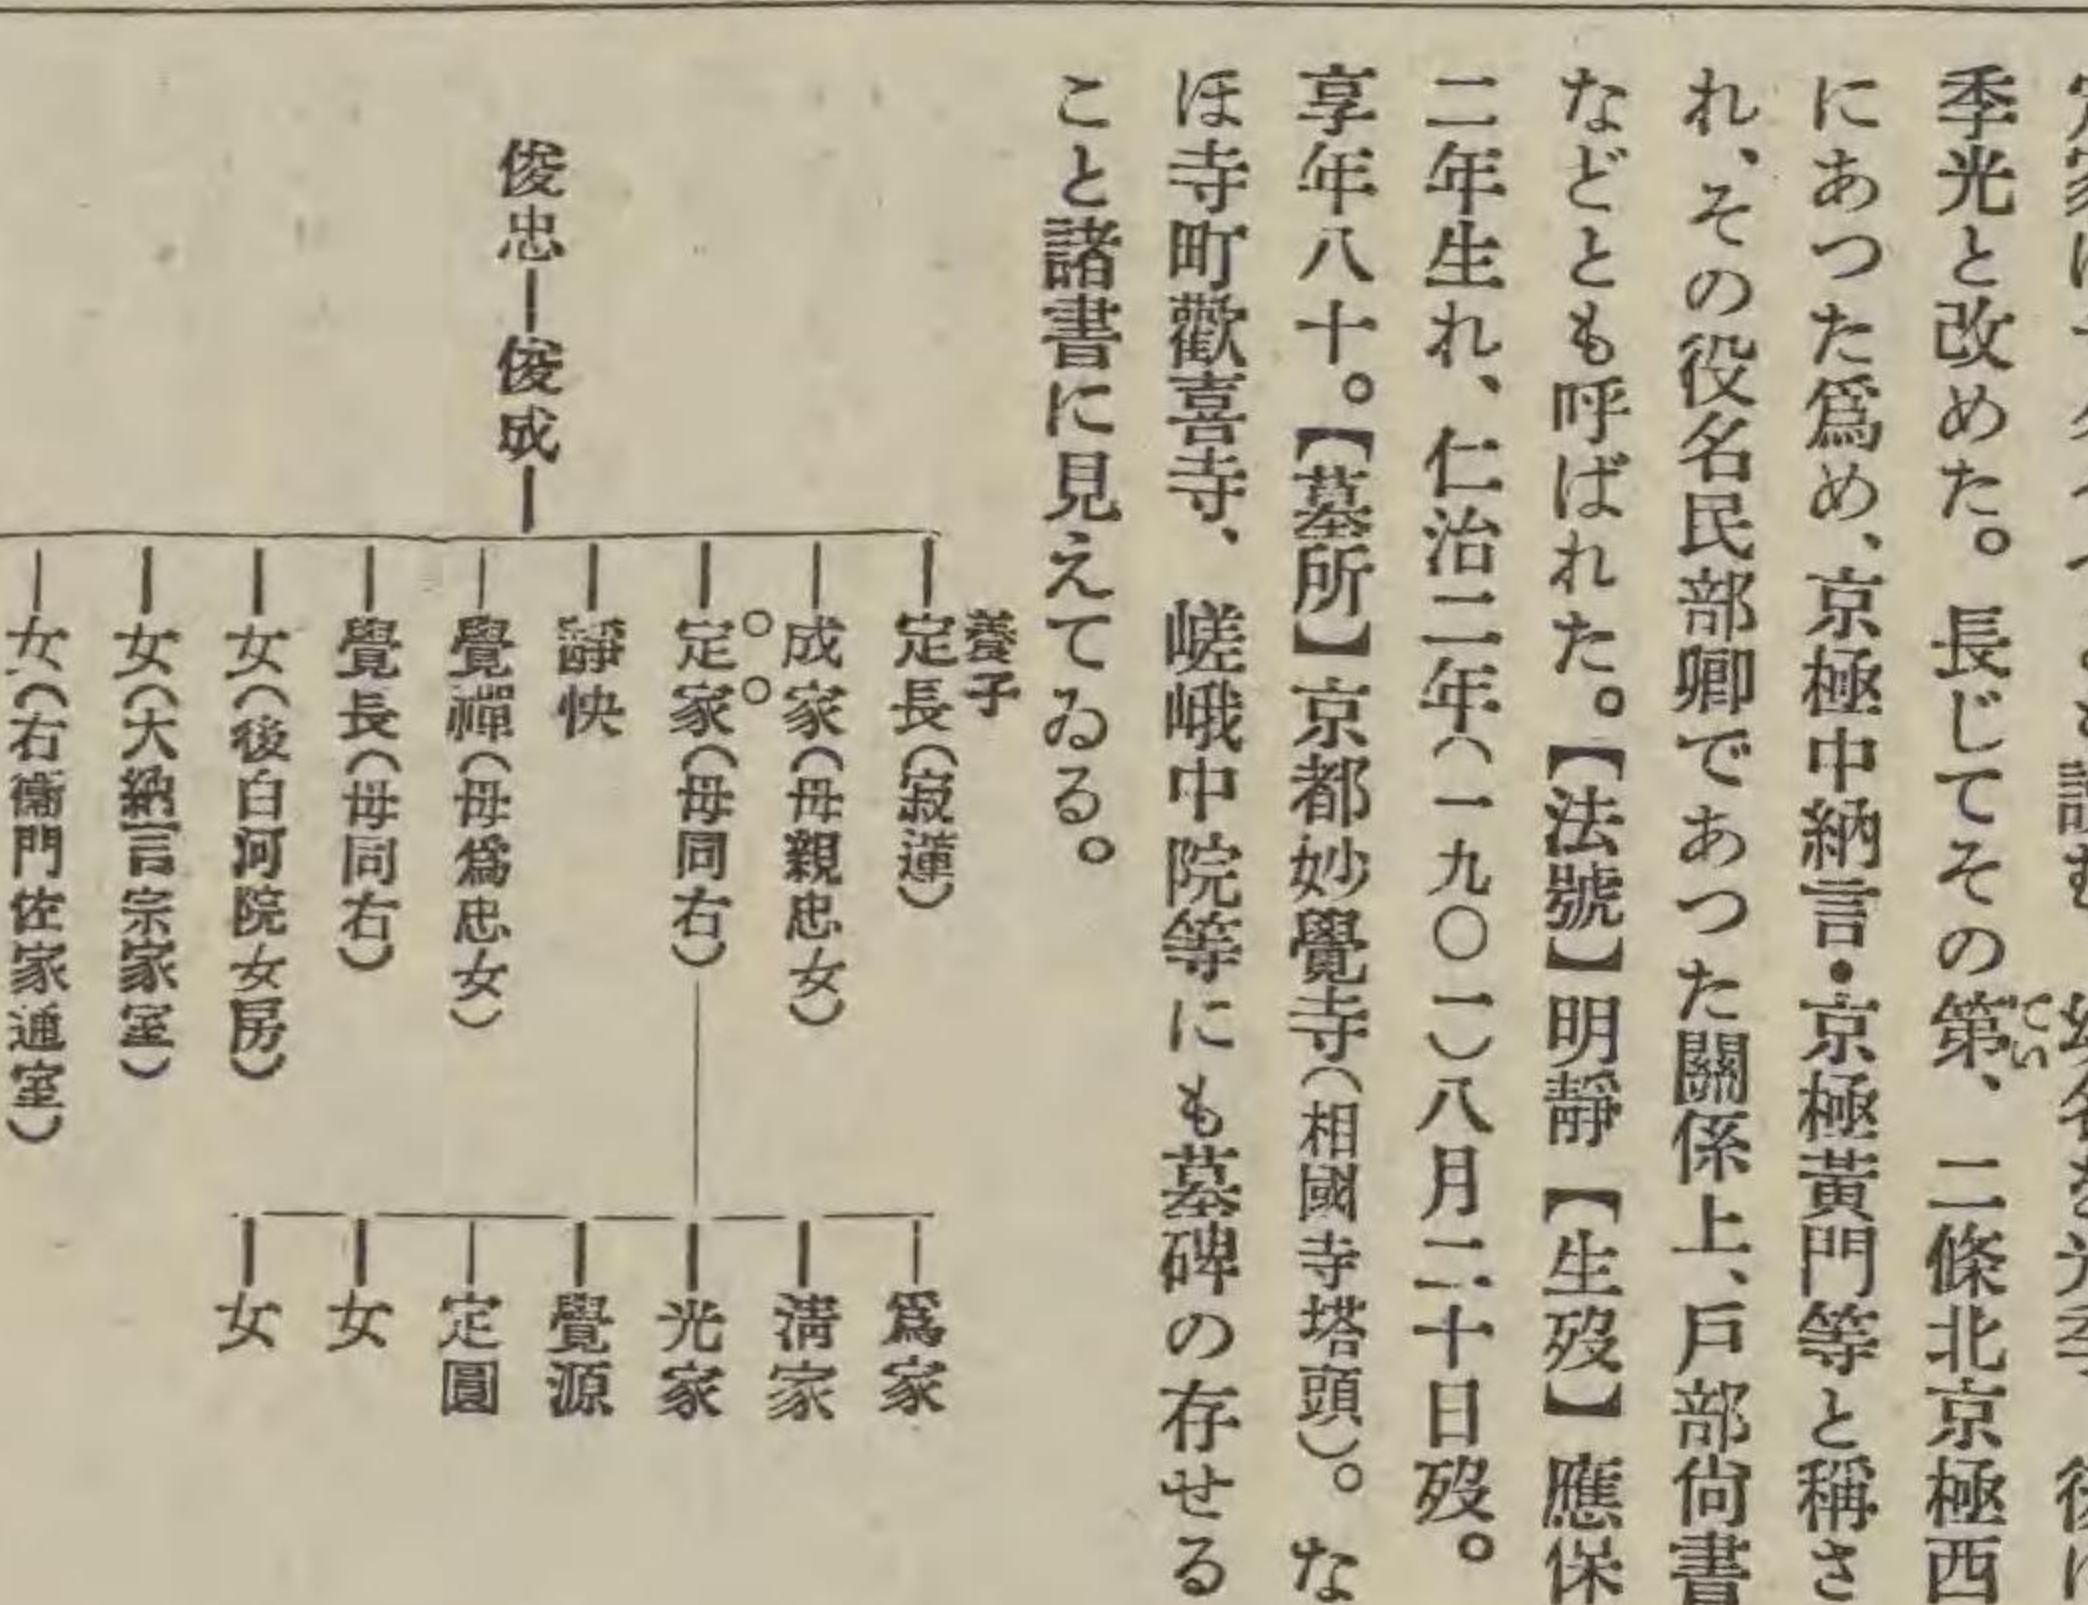 季光と改めた。長じてその第、二條北京極西
てい
にあつた爲め、京極中納言・京極黃門等と稱さ
れ、その役名民部卿であつた關係上、戶部尙書
などとも呼ばれた。【法號】明靜【生歿】應保
二年生れ、仁治二年(一九〇一)八月二十日歿。
享年八十。【墓所】京都妙覺寺(相國寺塔頭)。な
ほ寺町歡喜寺、嵯峨中院等にも墓碑の存せる
こと諸書に見えてゐる。
俊忠―俊成
養子
定長(寂蓮)
成家(母親忠女)
○○
定家(母同右)
靜快
覺禪(母爲忠女)
覺長(母同右)
女(後白河院女房)
女(大納言宗家室)
女(右衞門佐家通室)
爲家
淸家
光家
覺源
定圓
女
女